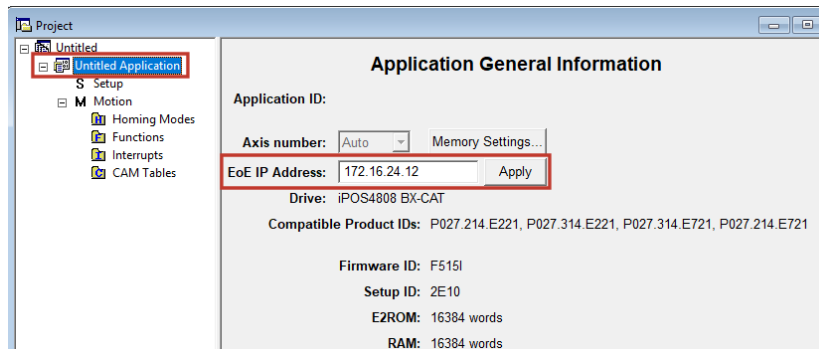 Project
Untitled
Untitled Application
S Setup
M Motion
Homing Modes
Functions
Interrupts
CAM Tables
Application General Information
Application ID:
Axis number: Auto Memory Settings...
EoE IP Address: 172.16.24.12 Apply
Drive: iPOS4808 BX-CAT
Compatible Product IDs: P027.214.E221, P027.314.E221, P027.314.E721, P027.214.E721
Firmware ID: F515I
Setup ID: 2E10
E2ROM: 16384 words
RAM: 16384 words